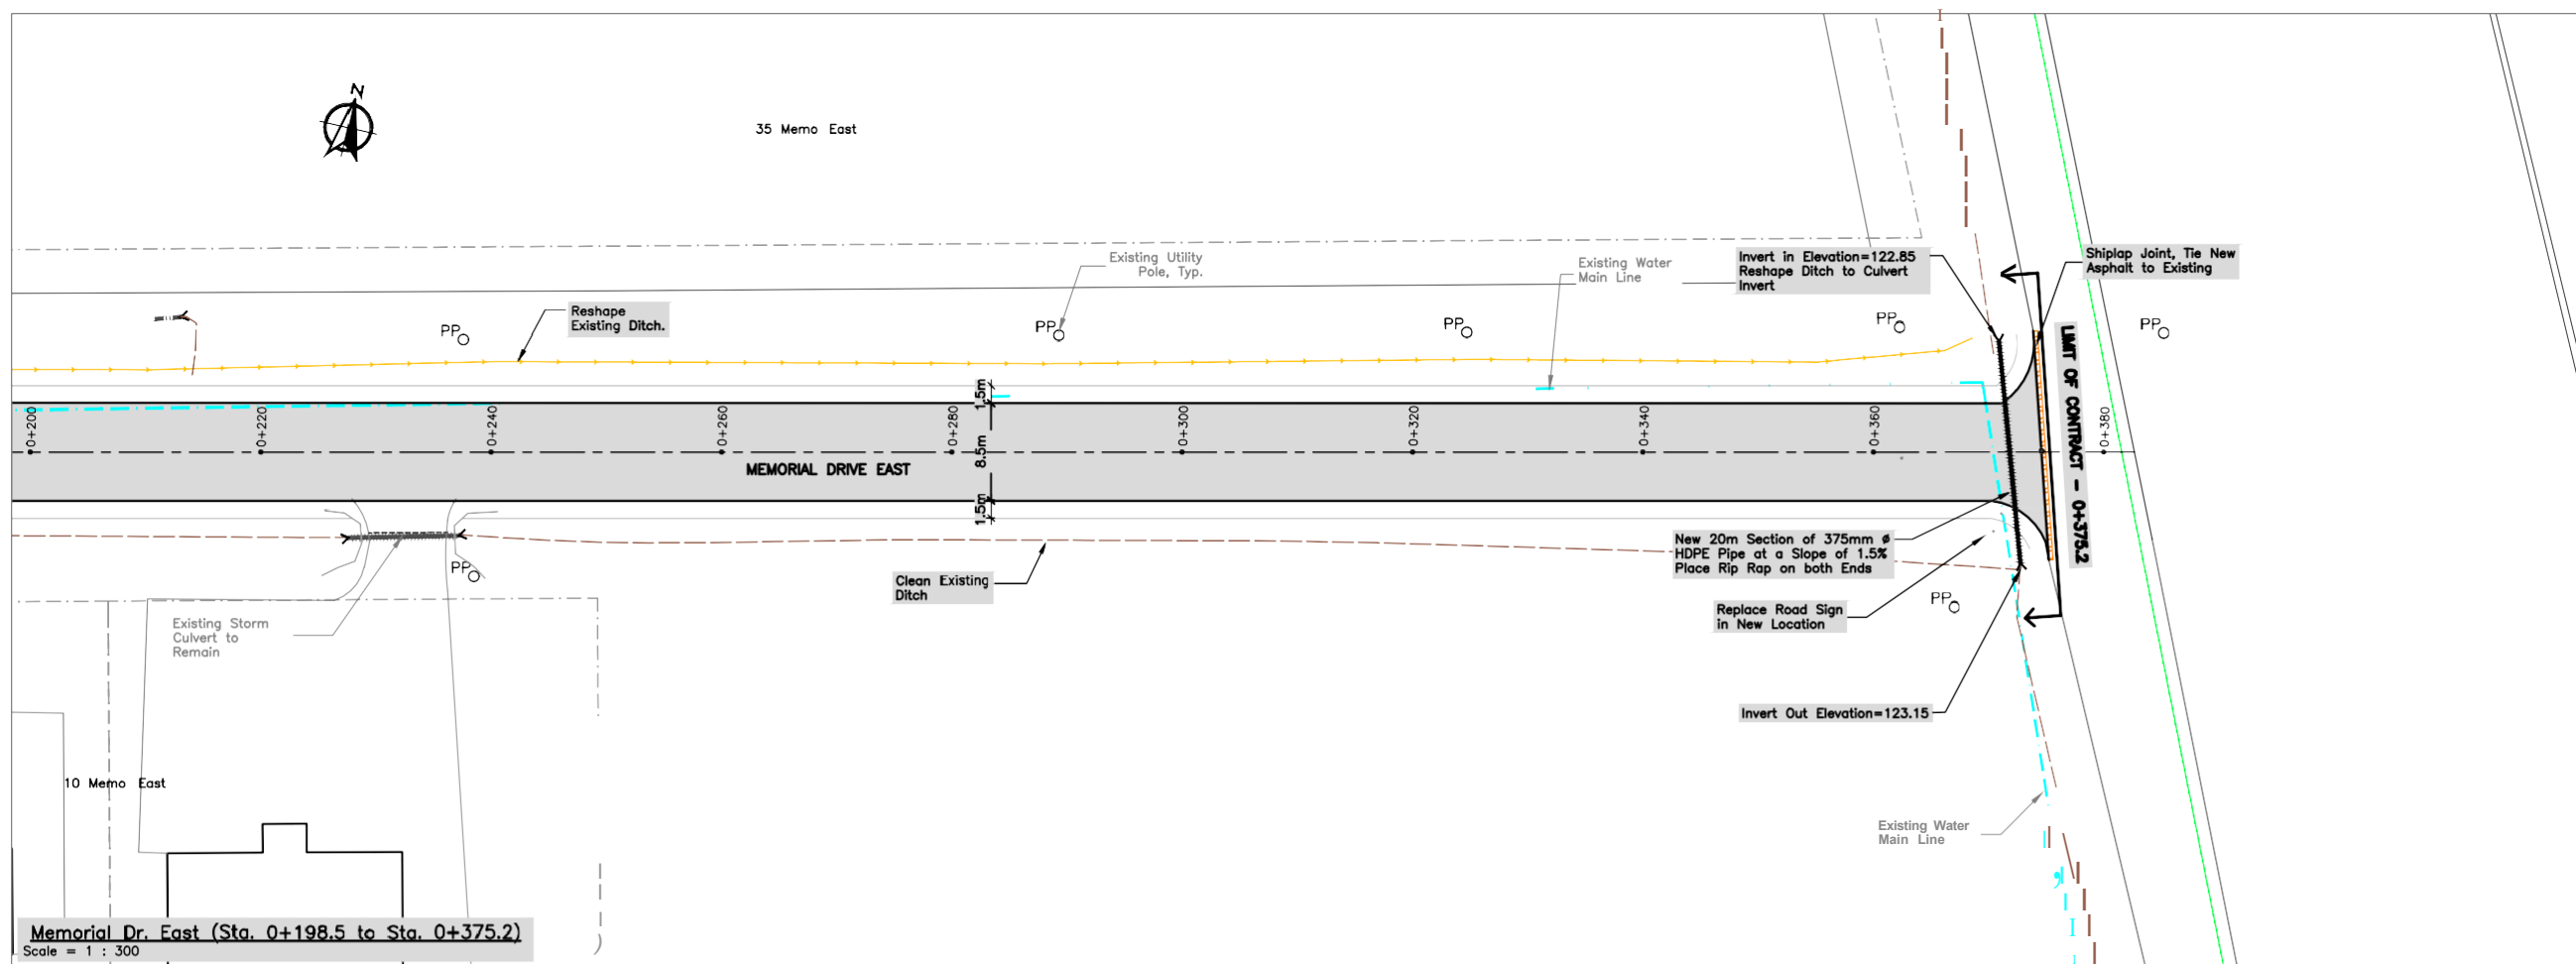 N
35 Memo East
Existing Utility
Pole, Typ.
Existing Water
Main Line
Invert in Elevation=122.85
Reshape Ditch to Culvert
Invert
Shiplap Joint, Tie New
Asphalt to Existing
Reshape
Existing Ditch.
PP
PP
PP
PP
PP
LIMIT OF CONTRACT - 0+375.2
1.5m
8.5m
1.5m
0+200
0+220
0+240
0+260
0+280
0+300
0+320
0+340
0+360
0+380
MEMORIAL DRIVE EAST
New 20m Section of 375mm ø
HDPE Pipe at a Slope of 1.5%
Place Rip Rap on both Ends
PP
Clean Existing
Ditch
PP
Replace Road Sign
in New Location
Existing Storm
Culvert to
Remain
Invert Out Elevation=123.15
10 Memo East
Existing Water
Main Line
Memorial Dr. East (Sta. 0+198.5 to Sta. 0+375.2)
Scale = 1 : 300